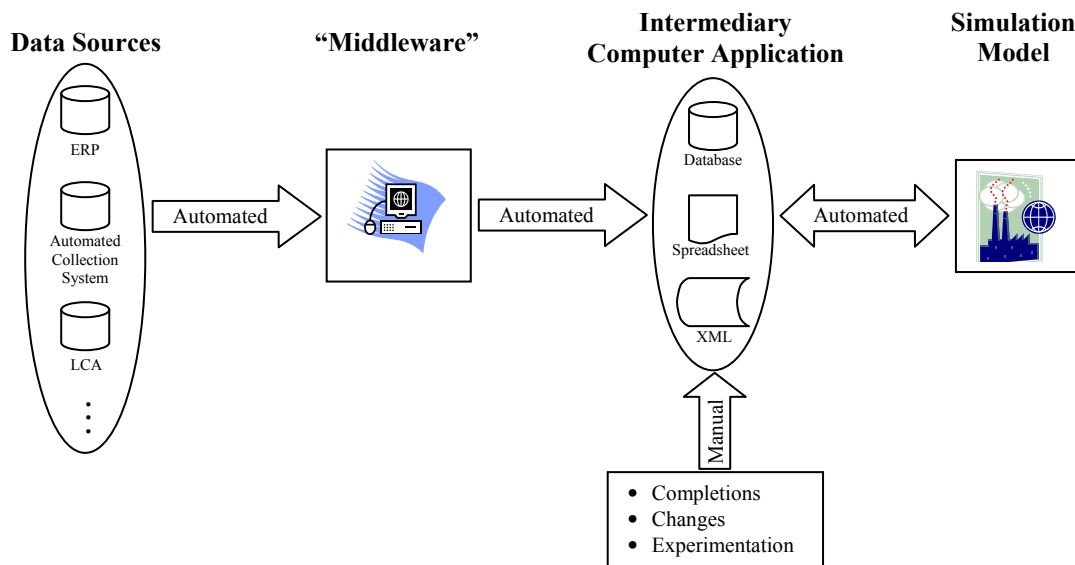 Data Sources
“Middleware”
Intermediary
Computer Application
Simulation
Model
ERP
Automated
Collection
System
LCA
Automated
Automated
Database
Spreadsheet
XML
Automated
Manual
• Completions
• Changes
• Experimentation